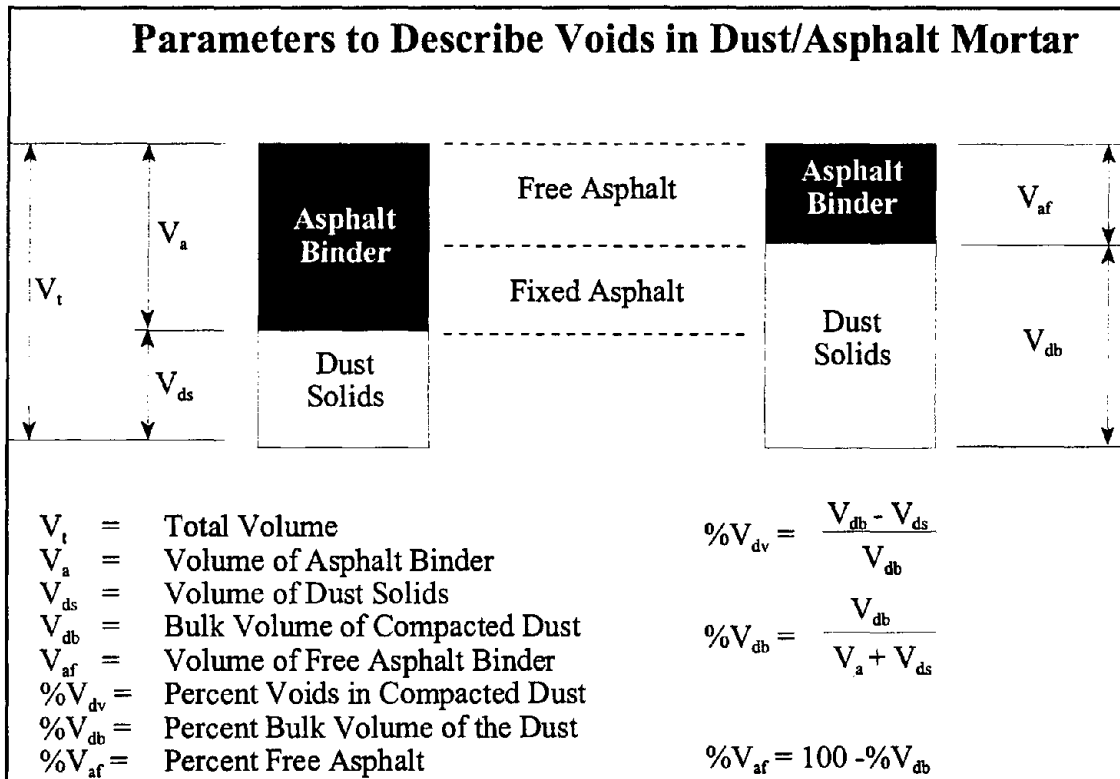 Parameters to Describe Voids in Dust/Asphalt Mortar
V_t
V_a
V_ds
Asphalt
Binder
Dust
Solids
Free Asphalt
Fixed Asphalt
Asphalt
Binder
Dust
Solids
V_af
V_db
V_t = Total Volume
V_a = Volume of Asphalt Binder
V_ds = Volume of Dust Solids
V_db = Bulk Volume of Compacted Dust
V_af = Volume of Free Asphalt Binder
%V_dv = Percent Voids in Compacted Dust
%V_db = Percent Bulk Volume of the Dust
%V_af = Percent Free Asphalt
%V_dv = (V_db - V_ds) / V_db
%V_db = V_db / (V_a + V_ds)
%V_af = 100 -%V_db